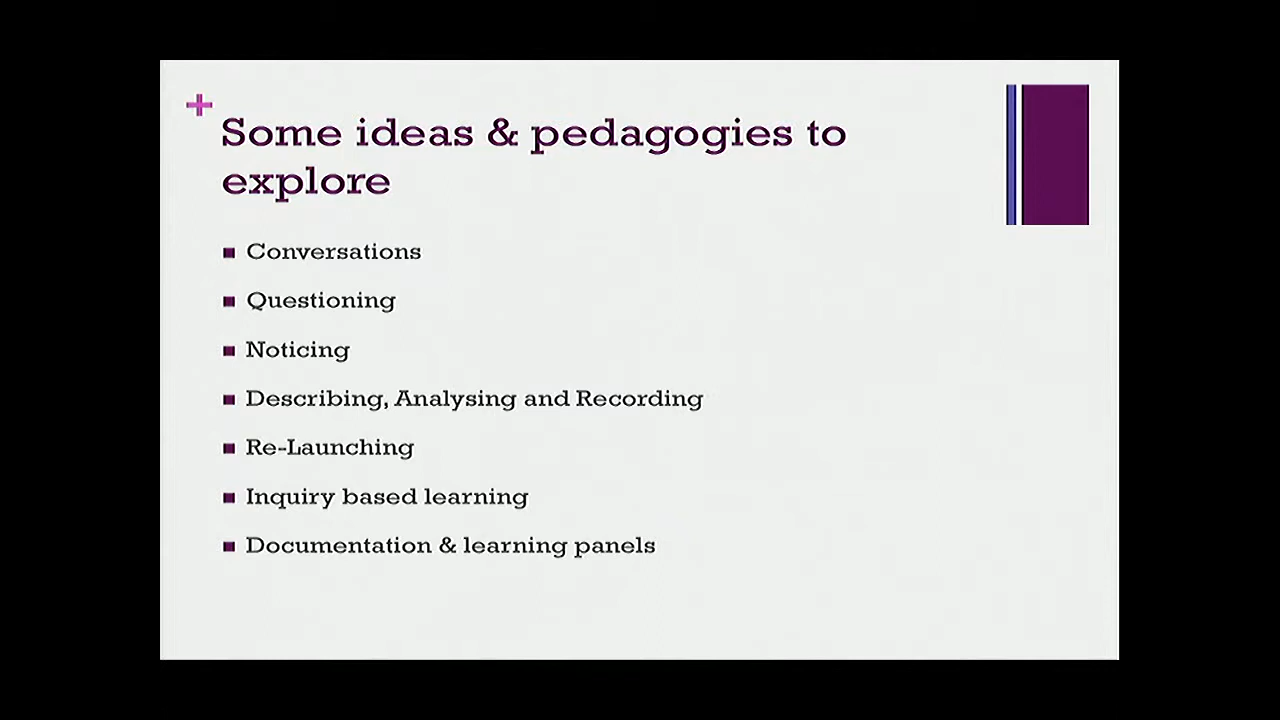 Some ideas & pedagogies to
explore
Conversations
Questioning
Noticing
Describing, Analysing and Recording
Re-Launching
Inquiry based learning
Documentation & learning panels